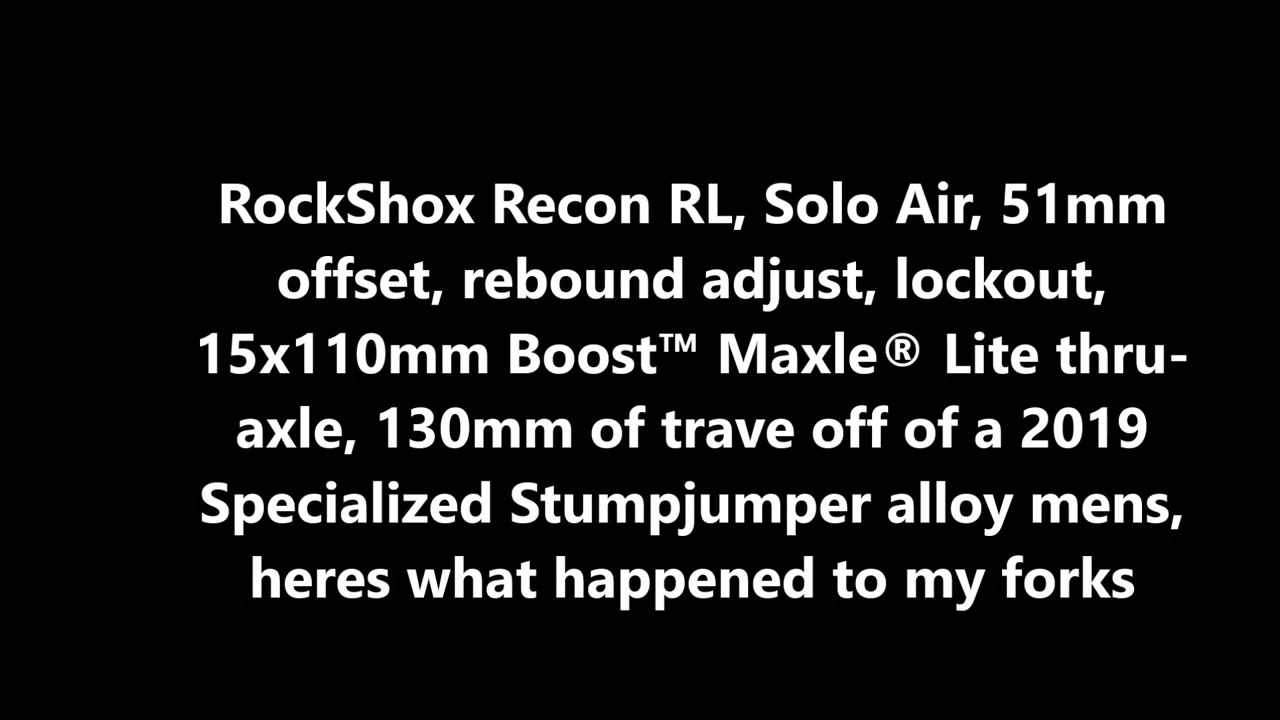 RockShox Recon RL, Solo Air, 51mm
offset, rebound adjust, lockout,
15x110mm Boost™ Maxle® Lite thru-
axle, 130mm of trave off of a 2019
Specialized Stumpjumper alloy mens,
heres what happened to my forks